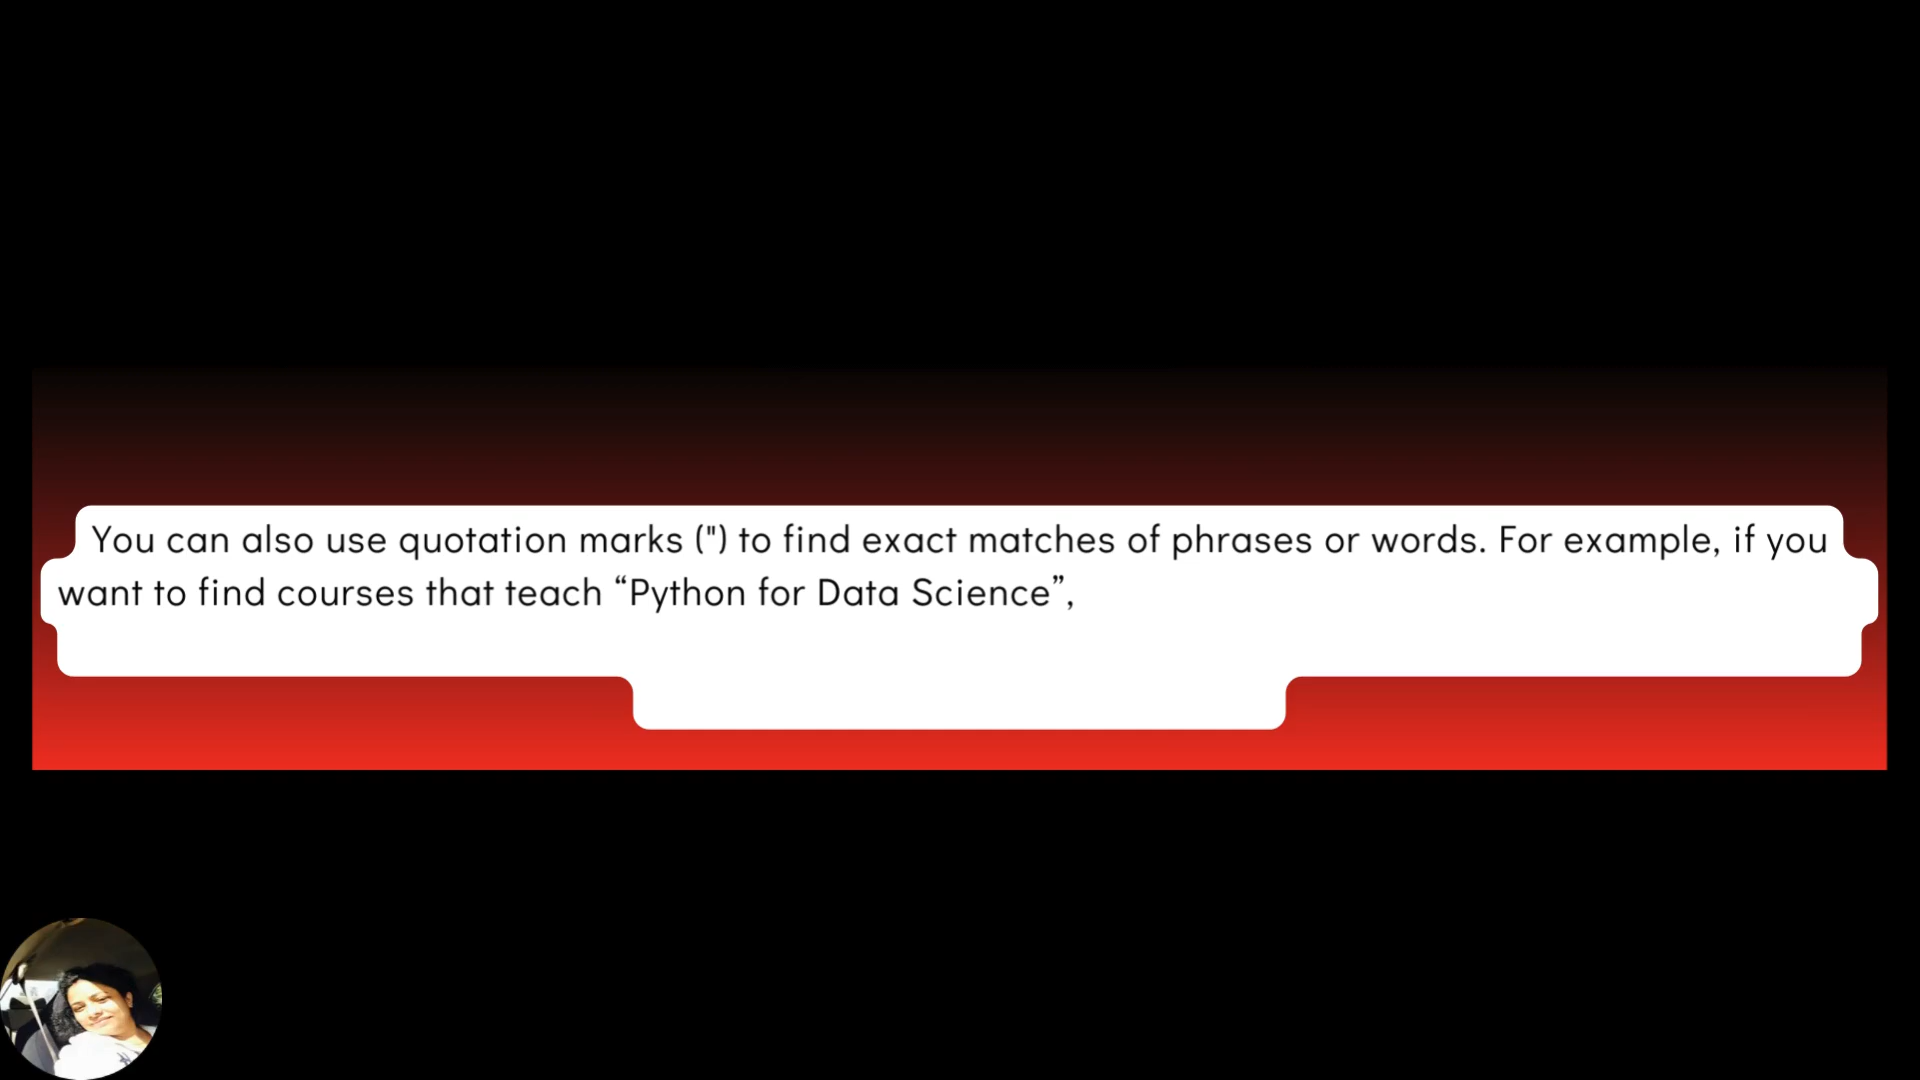 You can also use quotation marks (") to find exact matches of phrases or words. For example, if you
want to find courses that teach “Python for Data Science”,